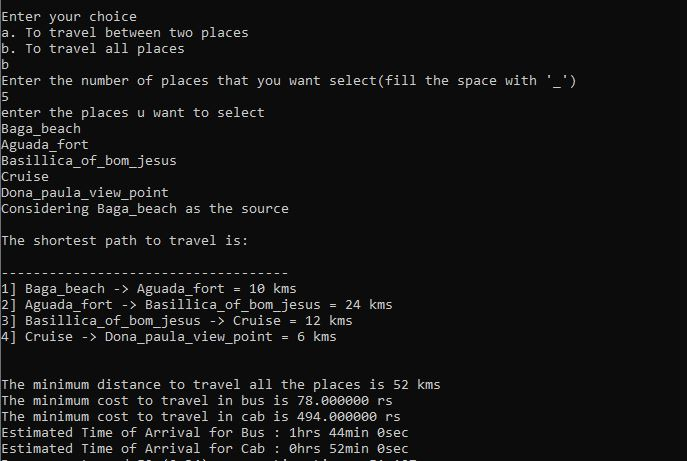 Enter your choice
a. To travel between two places
b. To travel all places
b
Enter the number of places that you want select(fill the space with '_')
5
enter the places u want to select
Baga_beach
Aguada_fort
Basillica_of_bom_jesus
Cruise
Dona_paula_view_point
Considering Baga_beach as the source
The shortest path to travel is:
------------------------------------
1] Baga_beach -> Aguada_fort = 10 kms
2] Aguada_fort -> Basillica_of_bom_jesus = 24 kms
3] Basillica_of_bom_jesus -> Cruise = 12 kms
4] Cruise -> Dona_paula_view_point = 6 kms
The minimum distance to travel all the places is 52 kms
The minimum cost to travel in bus is 78.000000 rs
The minimum cost to travel in cab is 494.000000 rs
Estimated Time of Arrival for Bus : 1hrs 44min 0sec
Estimated Time of Arrival for Cab : 0hrs 52min 0sec